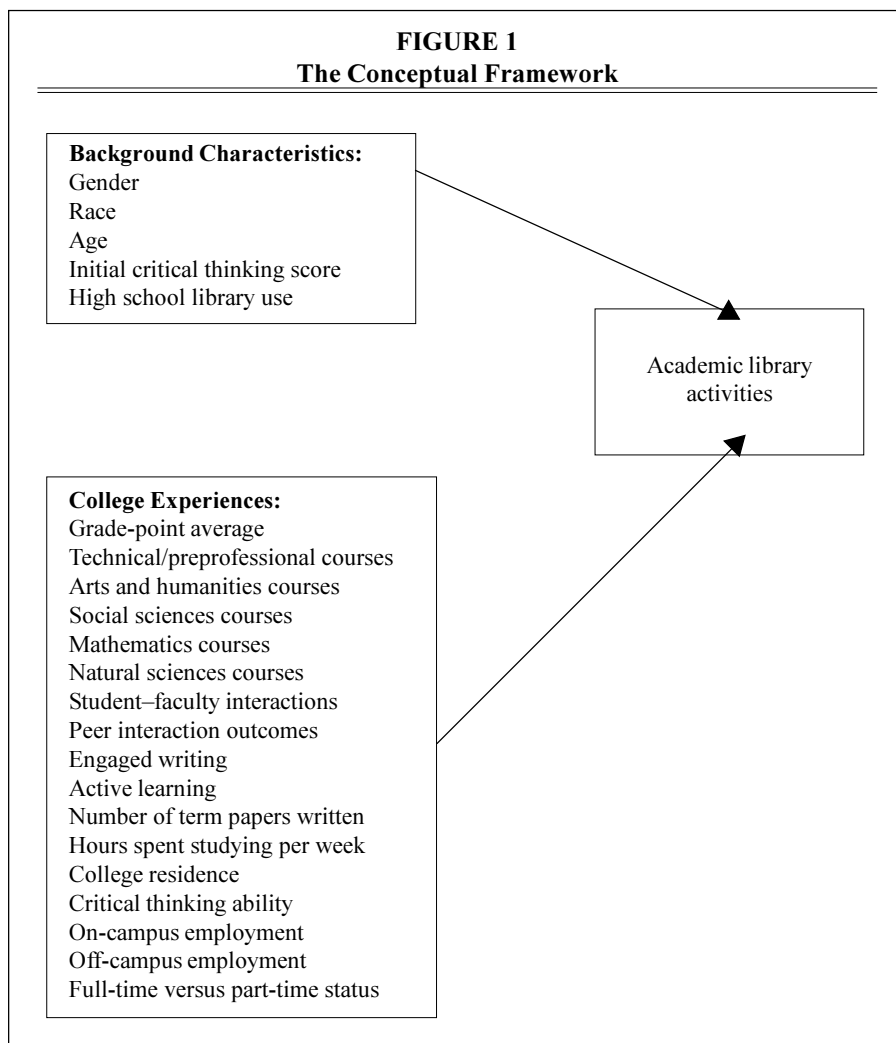 FIGURE 1
The Conceptual Framework
Background Characteristics:
Gender
Race
Age
Initial critical thinking score
High school library use
Academic library
activities
College Experiences:
Grade-point average
Technical/preprofessional courses
Arts and humanities courses
Social sciences courses
Mathematics courses
Natural sciences courses
Student–faculty interactions
Peer interaction outcomes
Engaged writing
Active learning
Number of term papers written
Hours spent studying per week
College residence
Critical thinking ability
On-campus employment
Off-campus employment
Full-time versus part-time status